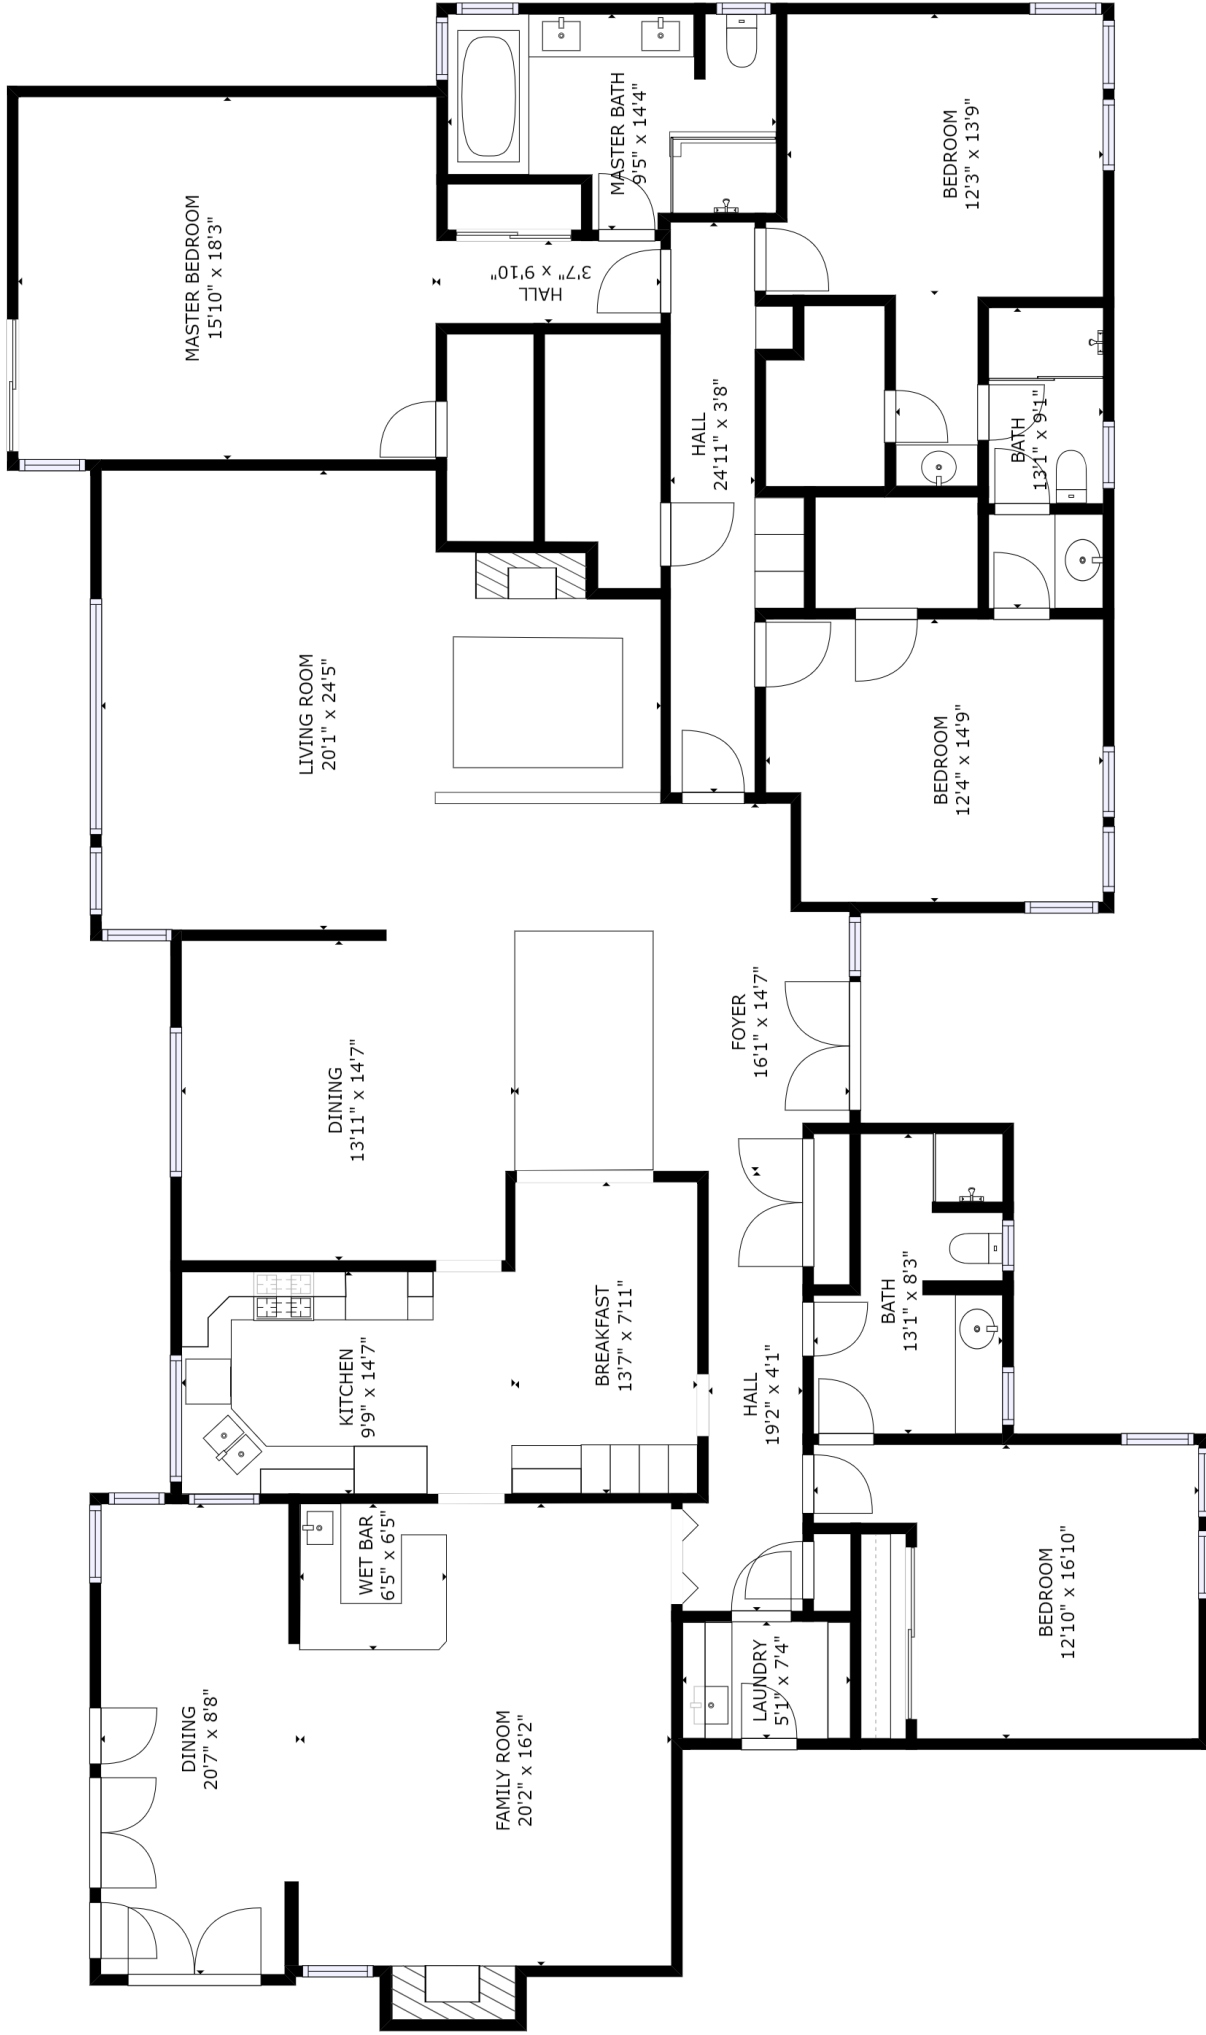 MASTER BATH
9'5" x 14'4"
BEDROOM
12'3" x 13'9"
MASTER BEDROOM
15'10" x 18'3"
HALL
3'7" x 9'10"
HALL
24'11" x 3'8"
BATH
13'1" x 9'1"
LIVING ROOM
20'1" x 24'5"
BEDROOM
12'4" x 14'9"
FOYER
16'1" x 14'7"
DINING
13'11" x 14'7"
BREAKFAST
13'7" x 7'11"
BATH
13'1" x 8'3"
KITCHEN
9'9" x 14'7"
HALL
19'2" x 4'1"
WET BAR
6'5" x 6'5"
BEDROOM
12'10" x 16'10"
LAUNDRY
5'1" x 7'4"
DINING
20'7" x 8'8"
FAMILY ROOM
20'2" x 16'2"